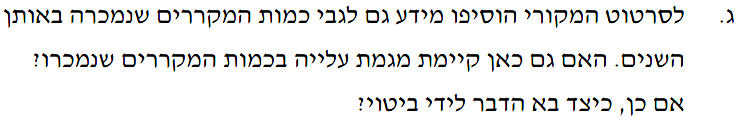 ג. לסרטוט המקורי הוסיפו מידע גם לגבי כמות המקררים שנמכרה באותן
השנים. האם גם כאן קיימת מגמת עלייה בכמות המקררים שנמכרו?
אם כן, כיצד בא הדבר לידי ביטוי?